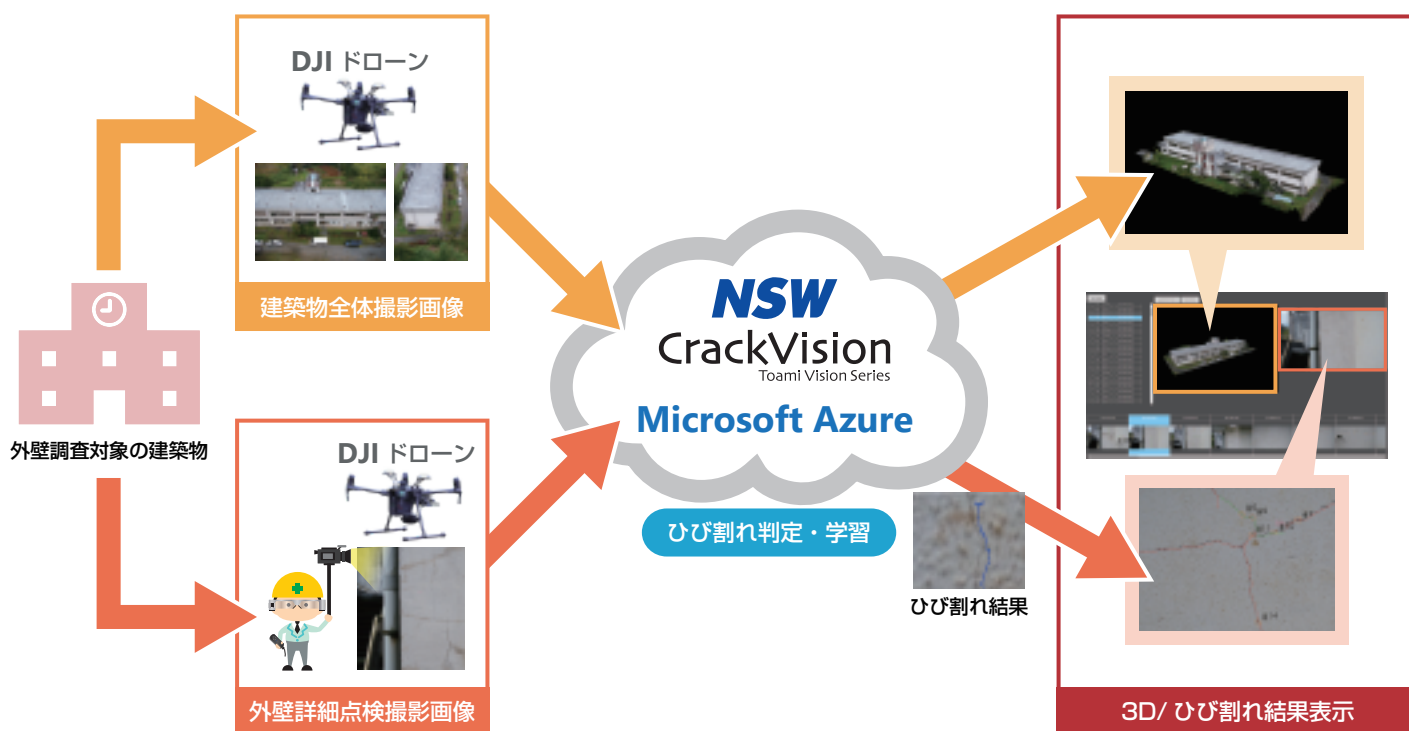 DJI ドローン
建築物全体撮影画像
外壁調査対象の建築物
DJI ドローン
外壁詳細点検撮影画像
NSW
CrackVision
Toami Vision Series
Microsoft Azure
ひび割れ判定・学習
ひび割れ結果
3D/ ひび割れ結果表示